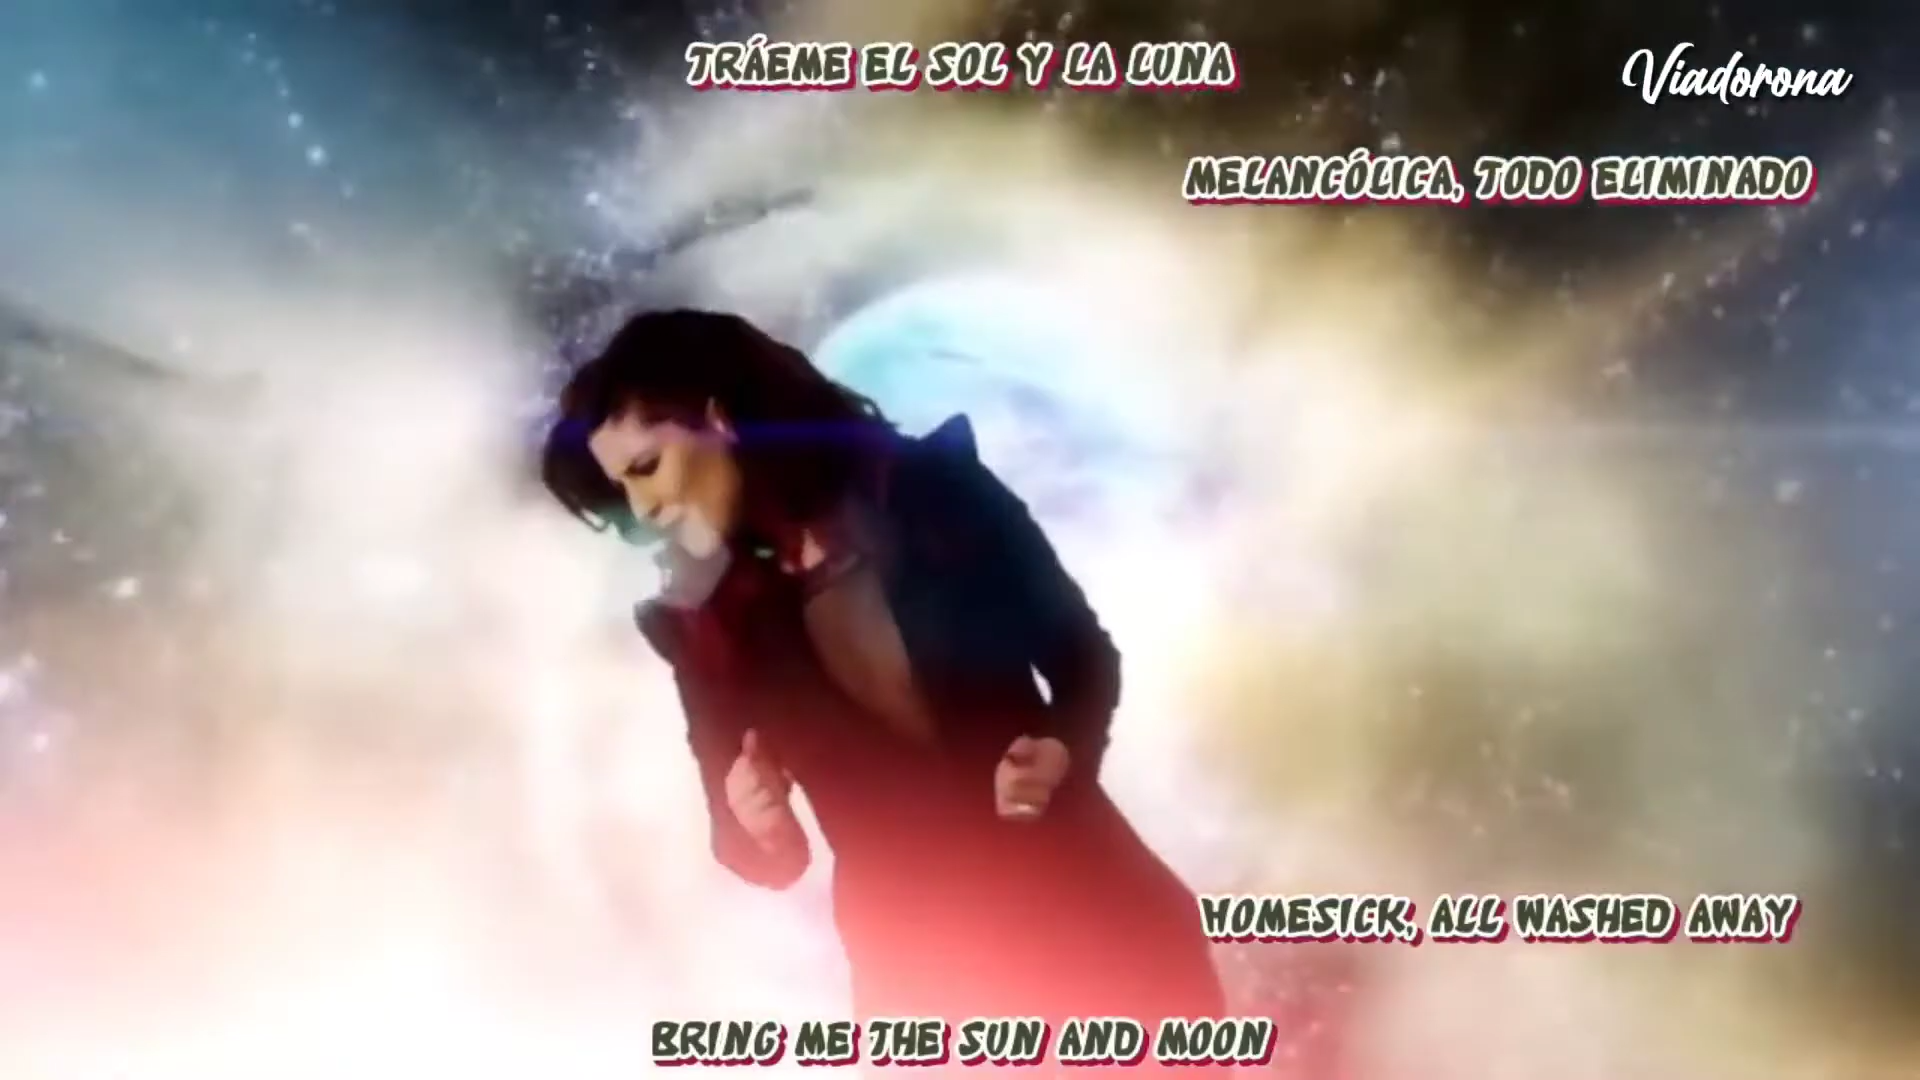 TRÁEME EL SOL Y LA LUNA
Viadorona
MELANCÓLICA, TODO ELIMINADO
HOMESICK, ALL WASHED AWAY
BRING ME THE SUN AND MOON